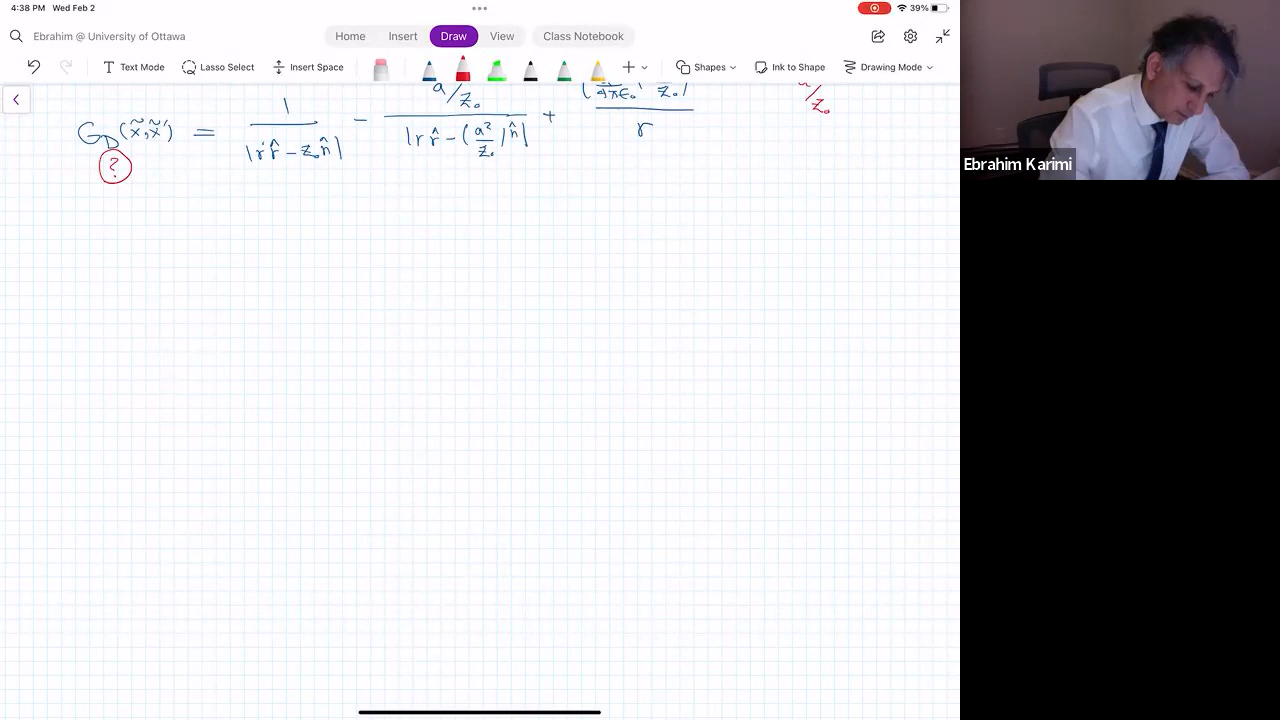 4:38 PM Wed Feb 2
39%
Ebrahim @ University of Ottawa
Home Insert Draw View Class Notebook
Text Mode Lasso Select Insert Space Shapes Ink to Shape Drawing Mode
a/z₀
z₀)
a/z₀
G_D(x̃, x̃′) = 1 / |r r̂ − z₀ n̂| − a/z₀ / |r r̂ − (a²/z₀) n̂| + / r
?
Ebrahim Karimi